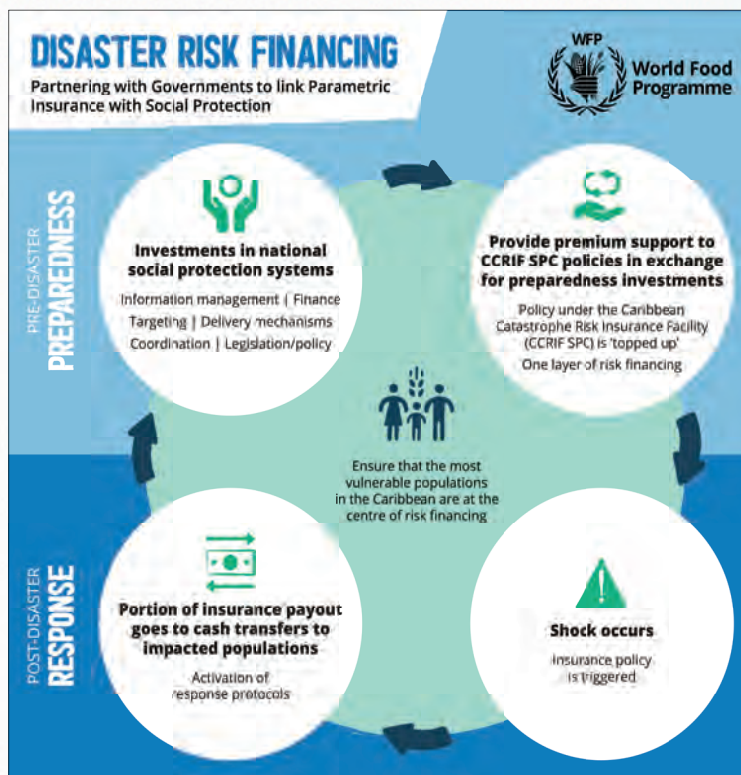 DISASTER RISK FINANCING
Partnering with Governments to link Parametric
Insurance with Social Protection
WFP
World Food
Programme
PRE-DISASTER
PREPAREDNESS
Investments in national
social protection systems
Information management | Finance
Targeting | Delivery mechanisms
Coordination | Legislation/policy
Provide premium support to
CCRIF SPC policies in exchange
for preparedness investments
Policy under the Caribbean
Catastrophe Risk Insurance Facility
(CCRIF SPC) is 'topped up'
One layer of risk financing
Ensure that the most
vulnerable populations
in the Caribbean are at the
centre of risk financing
POST-DISASTER
RESPONSE
Portion of insurance payout
goes to cash transfers to
impacted populations
Activation of
response protocols
Shock occurs
Insurance policy
is triggered